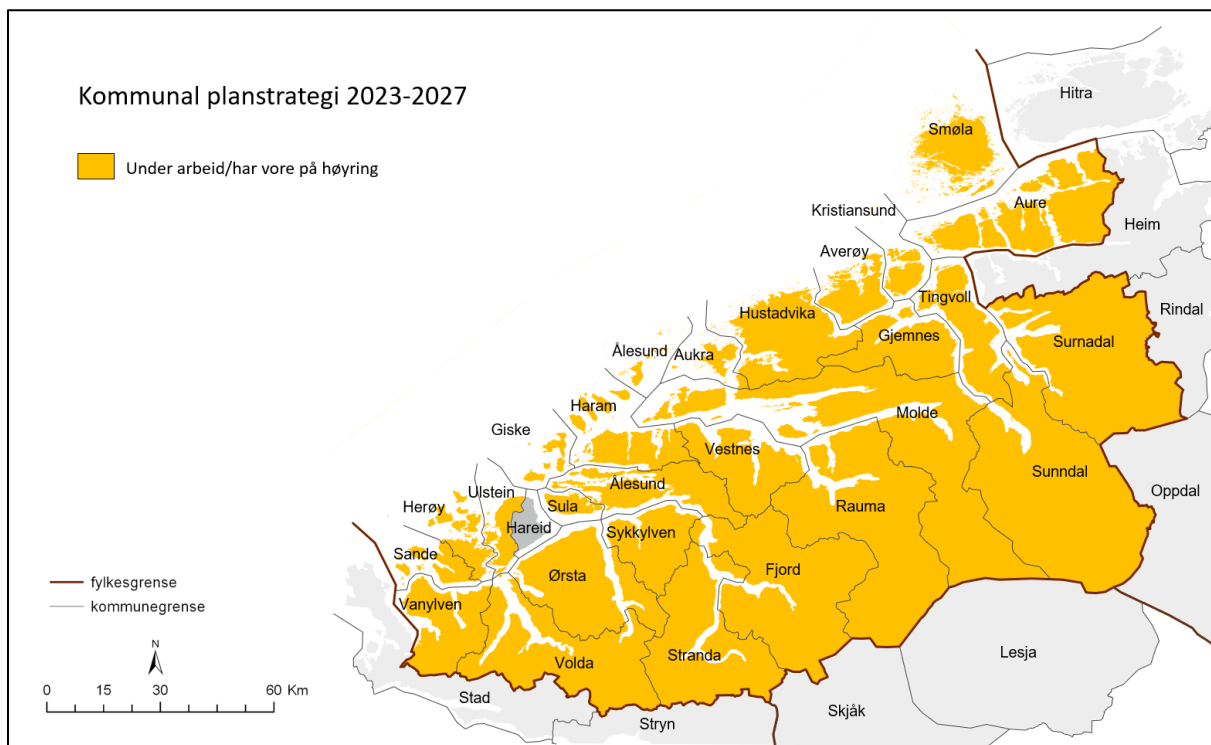 Kommunal planstrategi 2023-2027
Under arbeid/har vore på høyring
Hitra
Smøla
Kristiansund
Aure
Heim
Averøy
Tingvoll
Hustadvika
Rindal
Gjemnes
Surnadal
Ålesund
Aukra
Haram
Molde
Giske
Vestnes
Sunndal
Oppdal
Ålesund
Ulstein
Sula
Rauma
Herøy
Hareid
Sykkylven
Sande
Fjord
Ørsta
fylkesgrense
kommunegrense
Vanylven
N
Lesja
Stranda
Volda
0 15 30 60 Km
Stad
Skjåk
Stryn